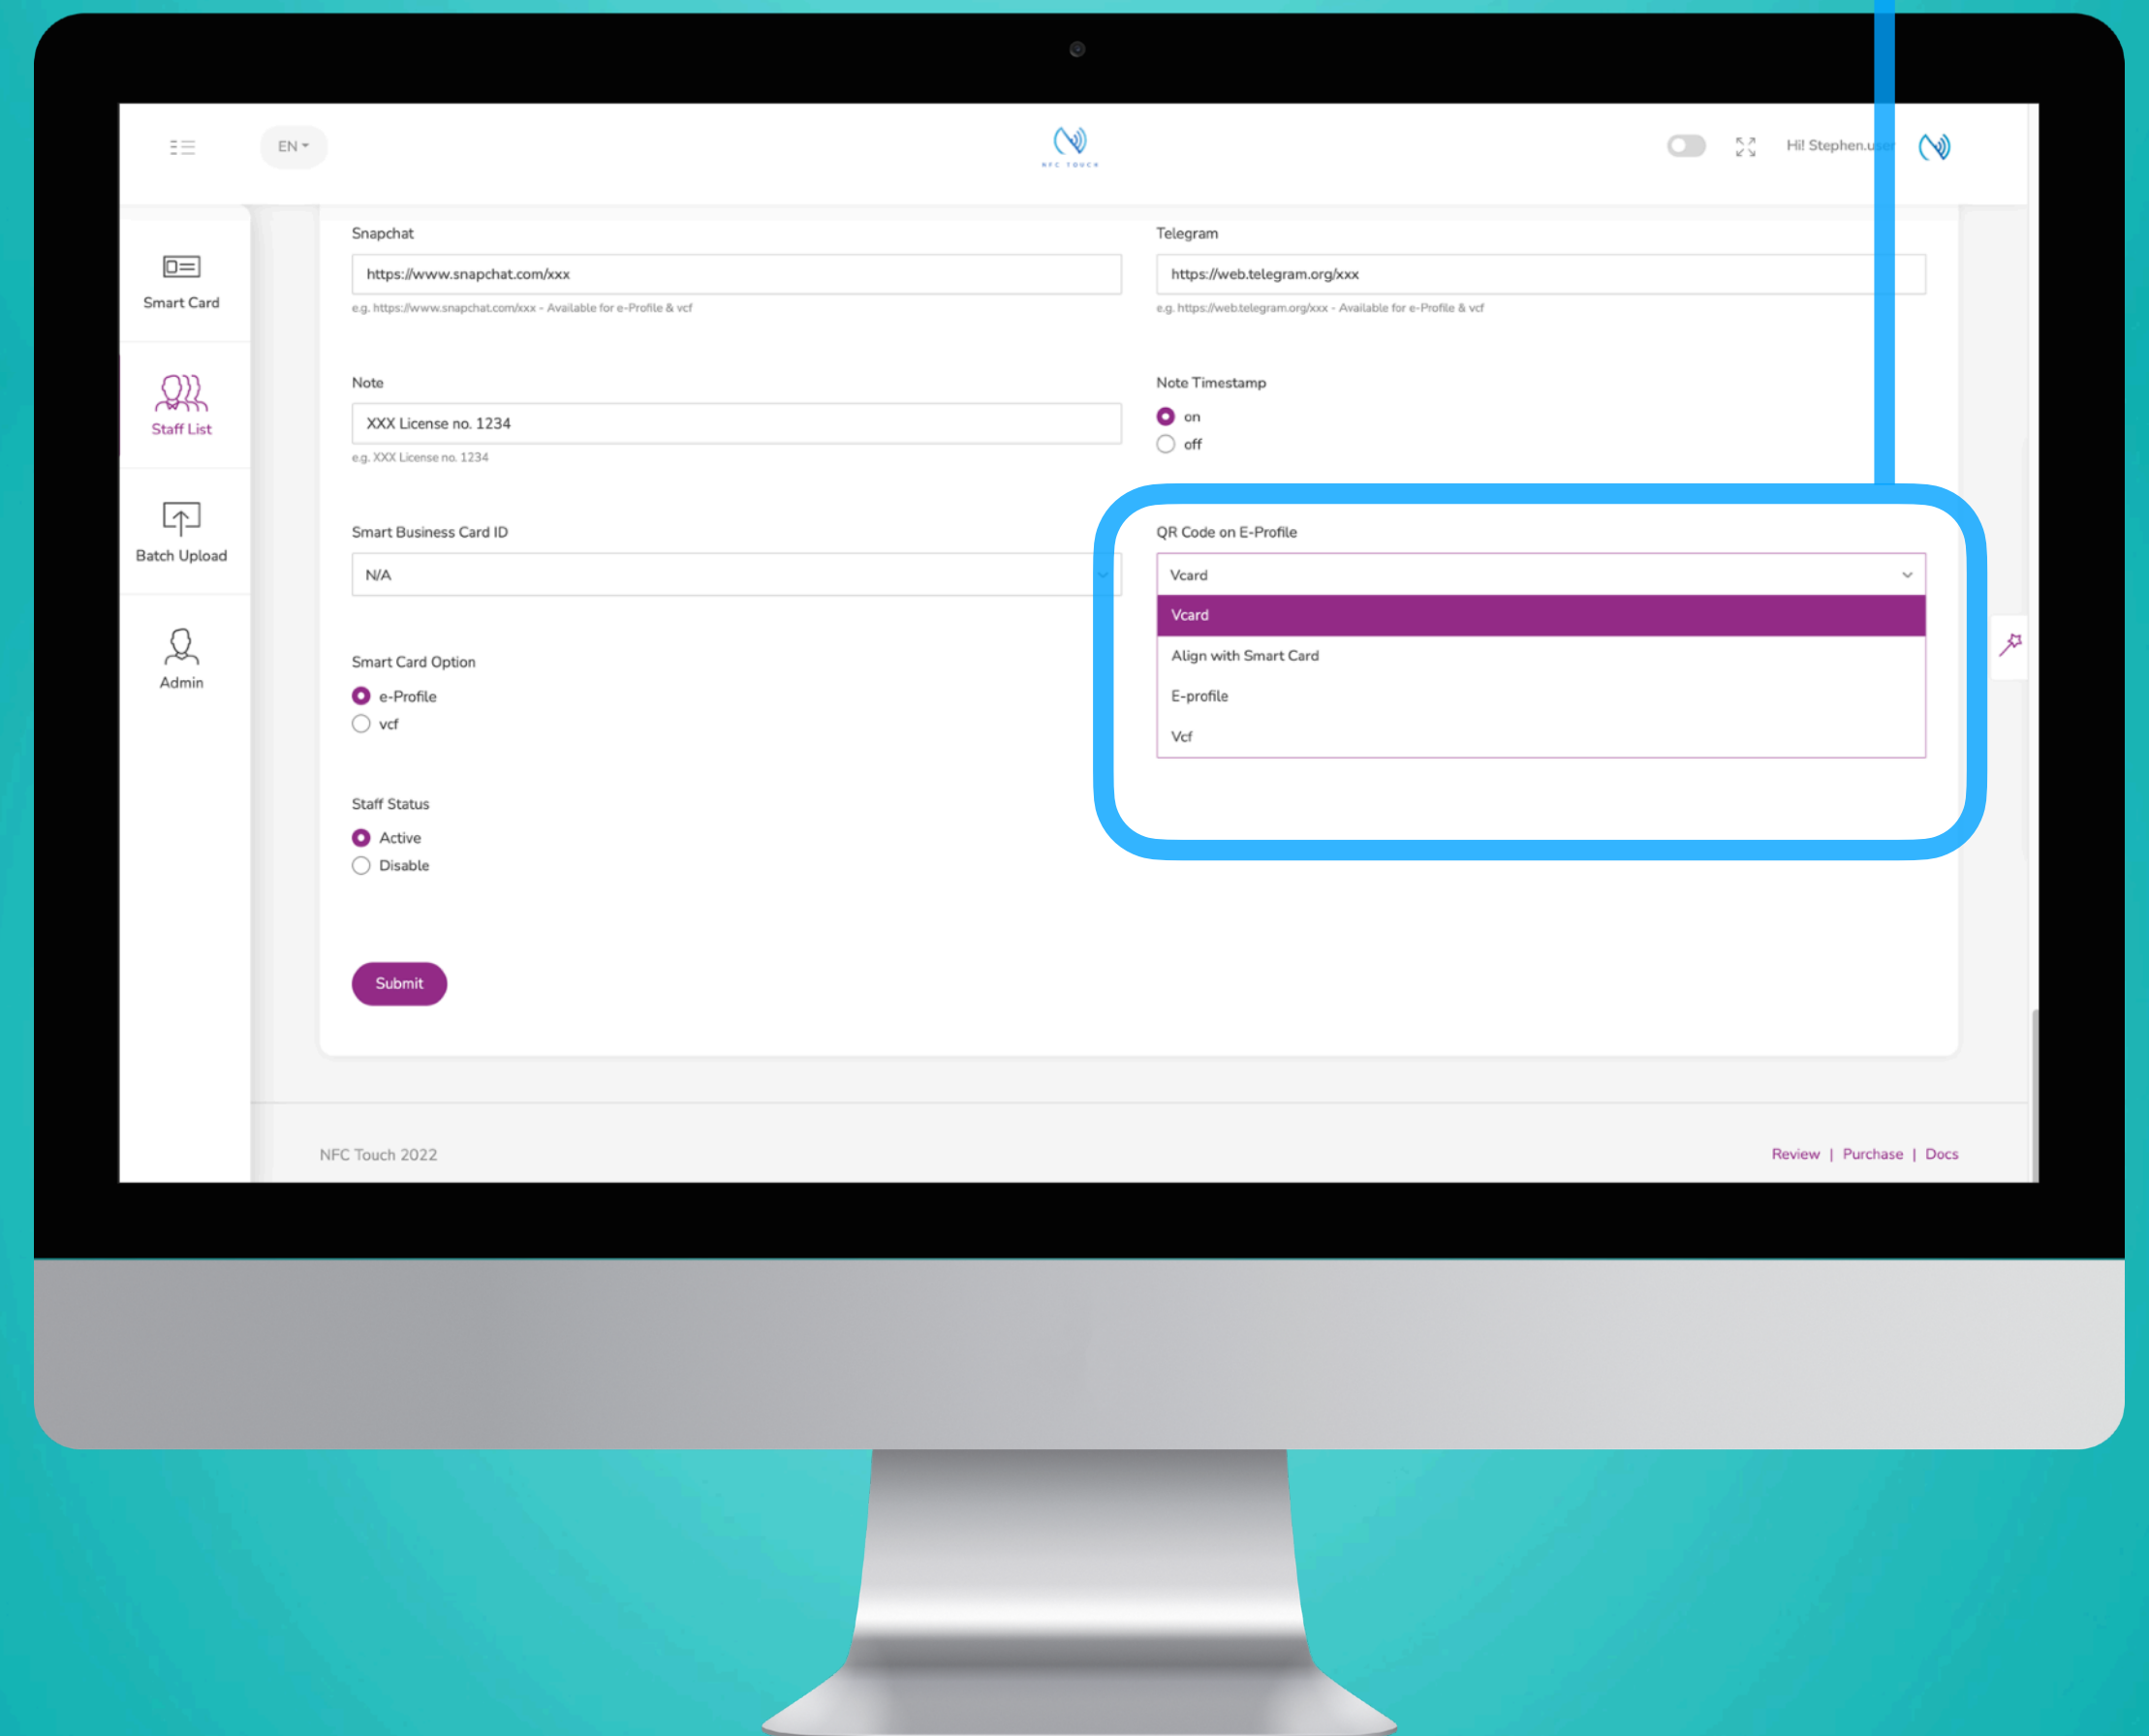 EN
NFC TOUCH
Hi! Stephen.user
Smart Card
Staff List
Batch Upload
Admin
Snapchat
https://www.snapchat.com/xxx
e.g. https://www.snapchat.com/xxx - Available for e-Profile & vcf
Telegram
https://web.telegram.org/xxx
e.g. https://web.telegram.org/xxx - Available for e-Profile & vcf
Note
XXX License no. 1234
e.g. XXX License no. 1234
Note Timestamp
on
off
Smart Business Card ID
N/A
QR Code on E-Profile
Vcard
Vcard
Align with Smart Card
E-profile
Vcf
Smart Card Option
e-Profile
vcf
Staff Status
Active
Disable
Submit
NFC Touch 2022
Review | Purchase | Docs